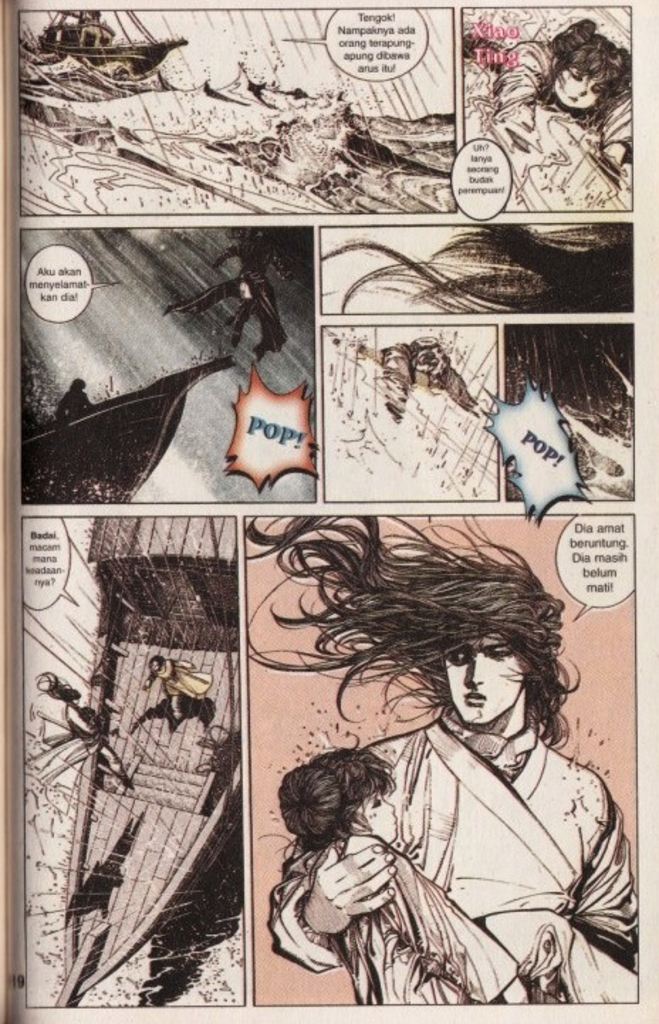 Tengok!
Nampaknya ada
orang terapung-
apung dibawa
arus itu!
Xiao
Ting
Uh?
Ianya
seorang
budak
perempuan!
Aku akan
menyelamat-
kan dia!
POP!
POP!
Badai,
macam
mana
keadaan-
nya?
Dia amat
beruntung.
Dia masih
belum
mati!